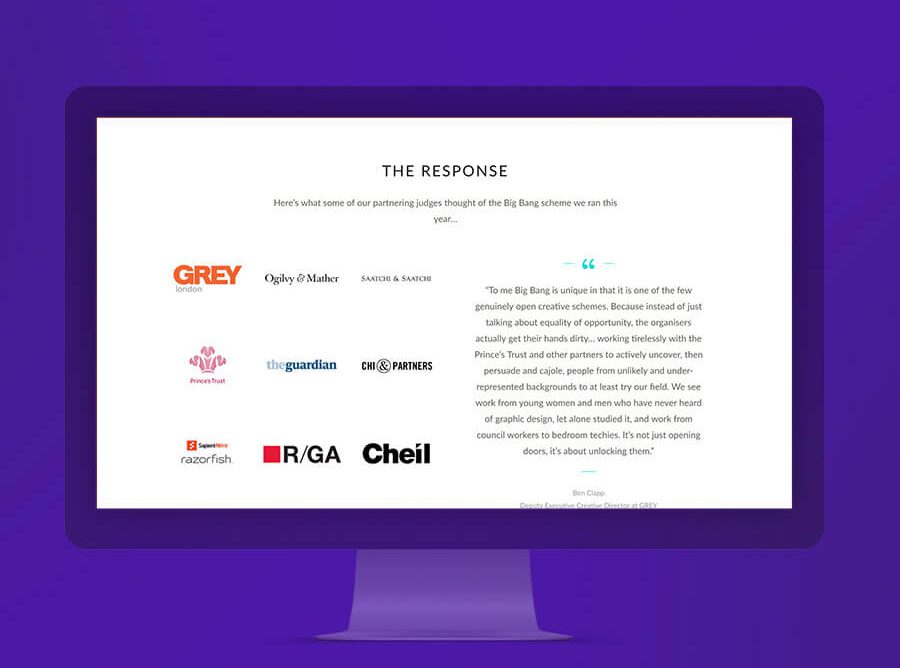 THE RESPONSE
Here's what some of our partnering judges thought of the Big Bang scheme we ran this
year...
GREY
london
Ogilvy & Mather
SAATCHI & SAATCHI
Prince's Trust
theguardian
CHI & PARTNERS
SapientNitro
razorfish
R/GA
Cheil
“
“To me Big Bang is unique in that it is one of the few
genuinely open creative schemes. Because instead of just
talking about equality of opportunity, the organisers
actually get their hands dirty... working tirelessly with the
Prince's Trust and other partners to actively uncover, then
persuade and cajole, people from unlikely and under-
represented backgrounds to at least try our field. We see
work from young women and men who have never heard
of graphic design, let alone studied it, and work from
council workers to bedroom techies. It's not just opening
doors, it's about unlocking them.”
Ben Clapp
Deputy Executive Creative Director at GREY